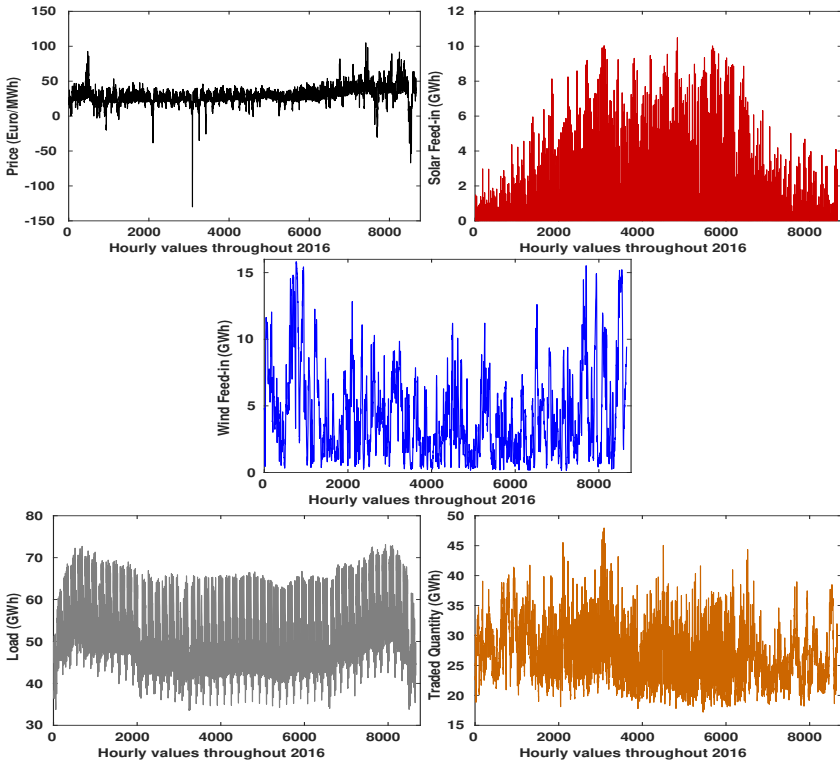 150
100
50
0
-50
-100
-150
Price (Euro/MWh)
0 2000 4000 6000 8000
Hourly values throughout 2016
12
10
8
6
4
2
0
Solar Feed-in (GWh)
0 2000 4000 6000 8000
Hourly values throughout 2016
15
10
5
0
Wind Feed-in (GWh)
0 2000 4000 6000 8000
Hourly values throughout 2016
80
70
60
50
40
30
Load (GWh)
0 2000 4000 6000 8000
Hourly values throughout 2016
50
45
40
35
30
25
20
15
Traded Quantity (GWh)
0 2000 4000 6000 8000
Hourly values throughout 2016